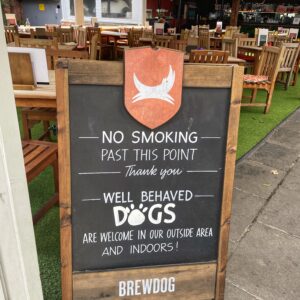 NO SMOKING
PAST THIS POINT
Thank you
WELL BEHAVED
DOGS
ARE WELCOME IN OUR OUTSIDE AREA
AND INDOORS!
BREWDOG